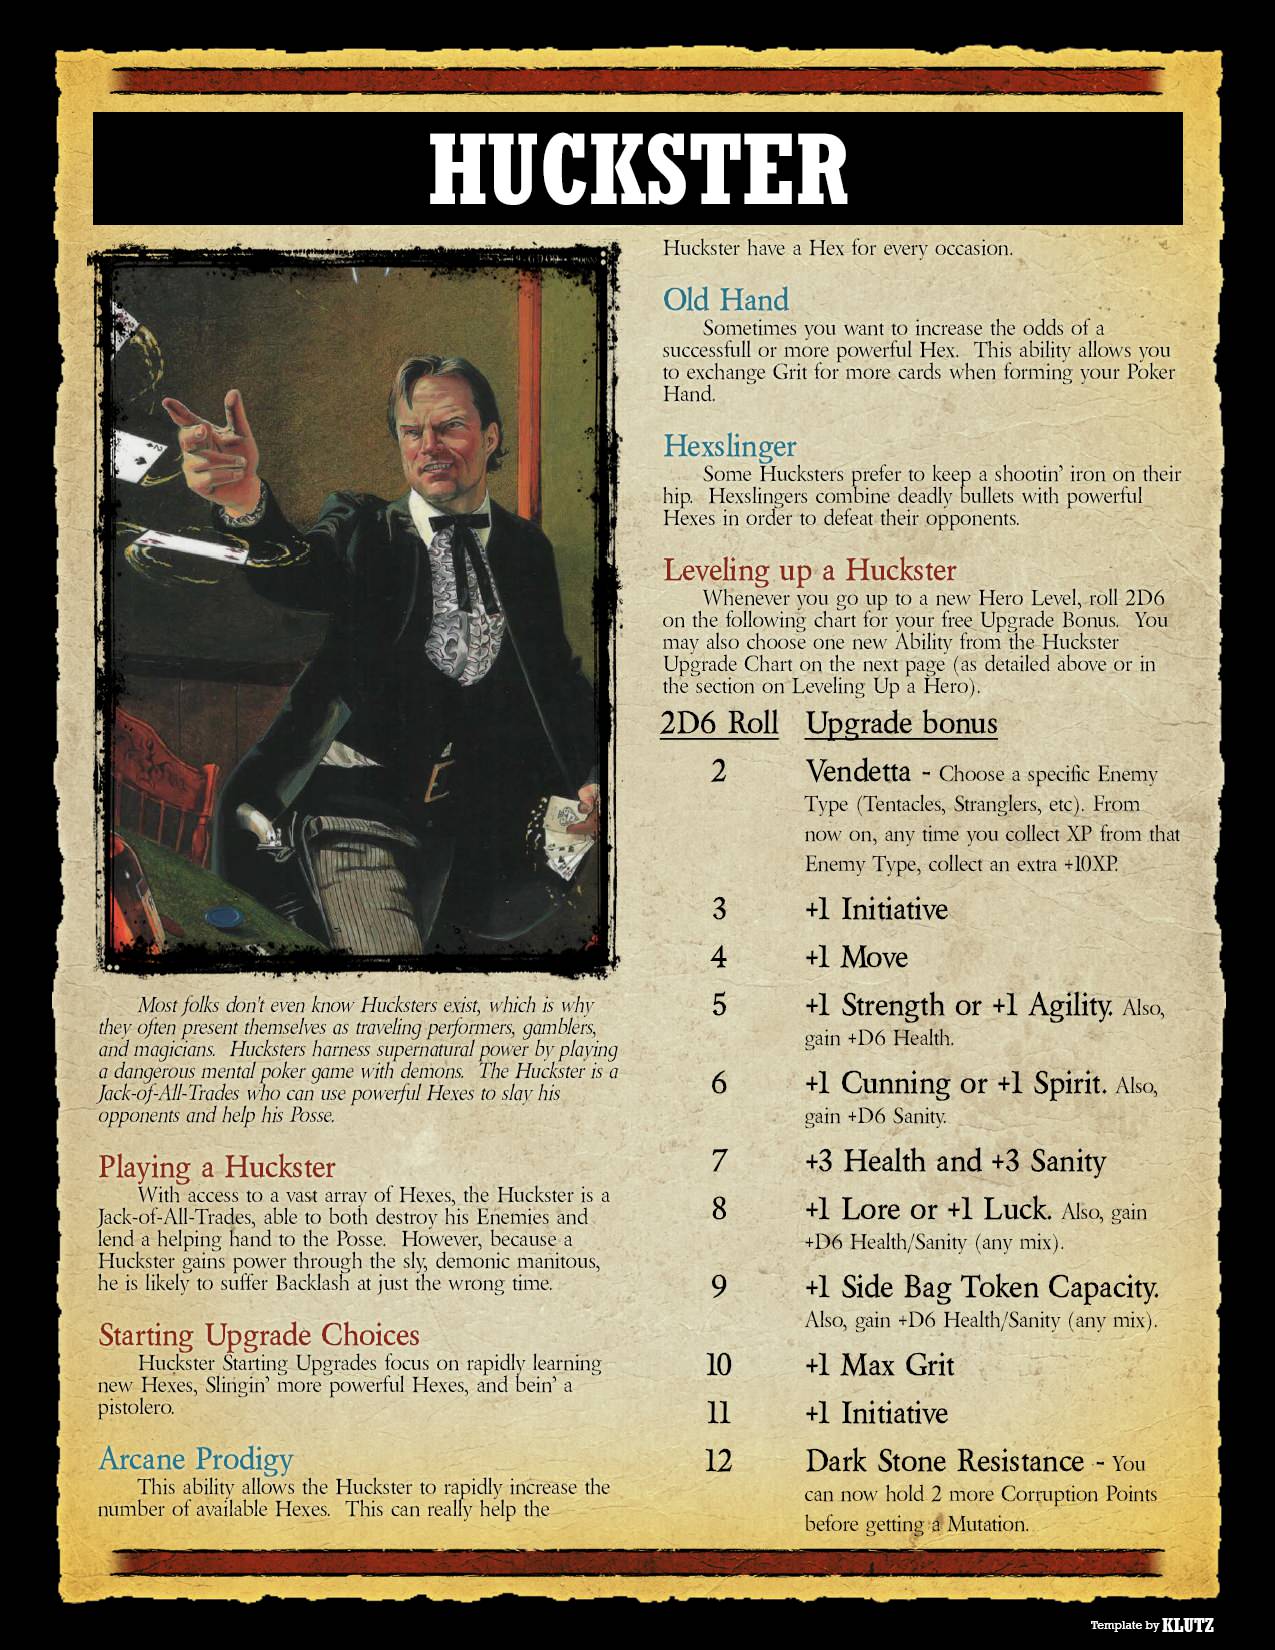 HUCKSTER
Most folks don't even know Hucksters exist, which is why
they often present themselves as traveling performers, gamblers,
and magicians.  Hucksters harness supernatural power by playing
a dangerous mental poker game with demons.  The Huckster is a
Jack-of-All-Trades who can use powerful Hexes to slay his
opponents and help his Posse.
Playing a Huckster
With access to a vast array of Hexes, the Huckster is a
Jack-of-All-Trades, able to both destroy his Enemies and
lend a helping hand to the Posse.  However, because a
Huckster gains power through the sly, demonic manitous,
he is likely to suffer Backlash at just the wrong time.
Starting Upgrade Choices
Huckster Starting Upgrades focus on rapidly learning
new Hexes, Slingin' more powerful Hexes, and bein' a
pistolero.
Arcane Prodigy
This ability allows the Huckster to rapidly increase the
number of available Hexes.  This can really help the
Huckster have a Hex for every occasion.
Old Hand
Sometimes you want to increase the odds of a
successfull or more powerful Hex.  This ability allows you
to exchange Grit for more cards when forming your Poker
Hand.
Hexslinger
Some Hucksters prefer to keep a shootin' iron on their
hip.  Hexslingers combine deadly bullets with powerful
Hexes in order to defeat their opponents.
Leveling up a Huckster
Whenever you go up to a new Hero Level, roll 2D6
on the following chart for your free Upgrade Bonus.  You
may also choose one new Ability from the Huckster
Upgrade Chart on the next page (as detailed above or in
the section on Leveling Up a Hero).
2D6 Roll Upgrade bonus
2 Vendetta - Choose a specific Enemy
Type (Tentacles, Stranglers, etc). From
now on, any time you collect XP from that
Enemy Type, collect an extra +10XP.
3 +1 Initiative
4 +1 Move
5 +1 Strength or +1 Agility. Also,
gain +D6 Health.
6 +1 Cunning or +1 Spirit. Also,
gain +D6 Sanity.
7 +3 Health and +3 Sanity
8 +1 Lore or +1 Luck. Also, gain
+D6 Health/Sanity (any mix).
9 +1 Side Bag Token Capacity.
Also, gain +D6 Health/Sanity (any mix).
10 +1 Max Grit
11 +1 Initiative
12 Dark Stone Resistance - You
can now hold 2 more Corruption Points
before getting a Mutation.
Template by KLUTZ